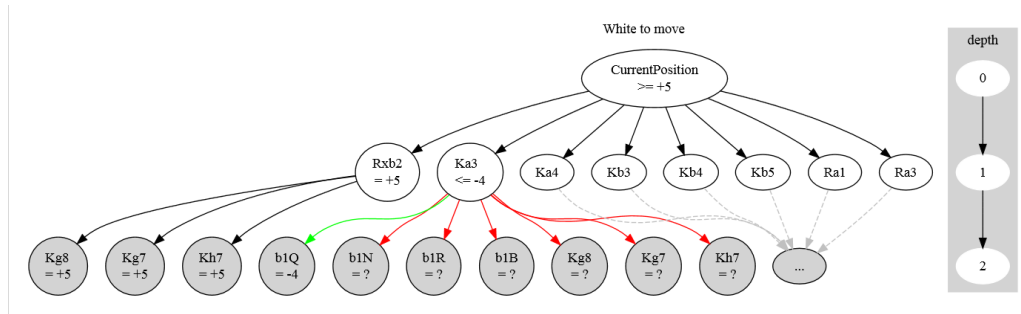 White to move
depth
CurrentPosition
>= +5
0
Rxb2
= +5
Ka3
<= -4
Ka4
Kb3
Kb4
Kb5
Ra1
Ra3
1
Kg8
= +5
Kg7
= +5
Kh7
= +5
b1Q
= -4
b1N
= ?
b1R
= ?
b1B
= ?
Kg8
= ?
Kg7
= ?
Kh7
= ?
...
2